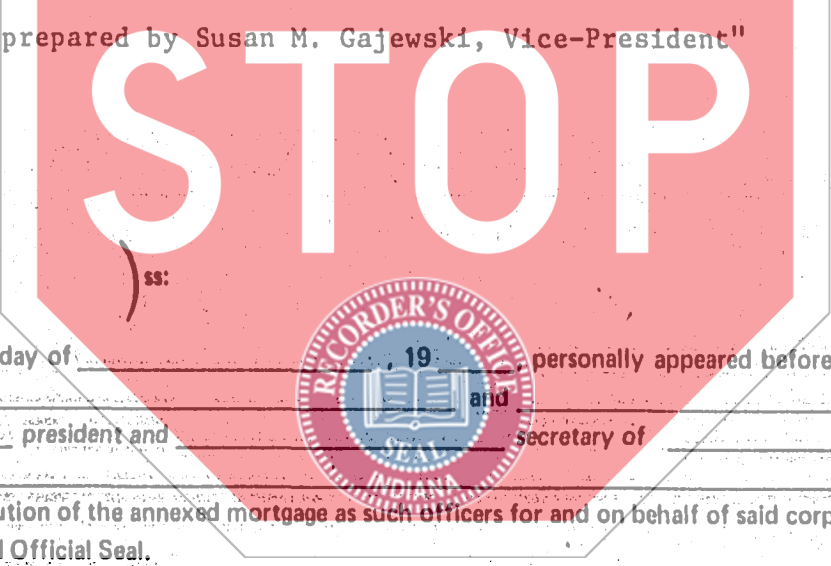 prepared by Susan M. Gajewski, Vice-President"
STOP
ss:
day of , 19 , personally appeared before
and
president and secretary of
RECORDER'S OFFICE
SEAL
INDIANA
ution of the annexed mortgage as such officers for and on behalf of said corp
Official Seal.